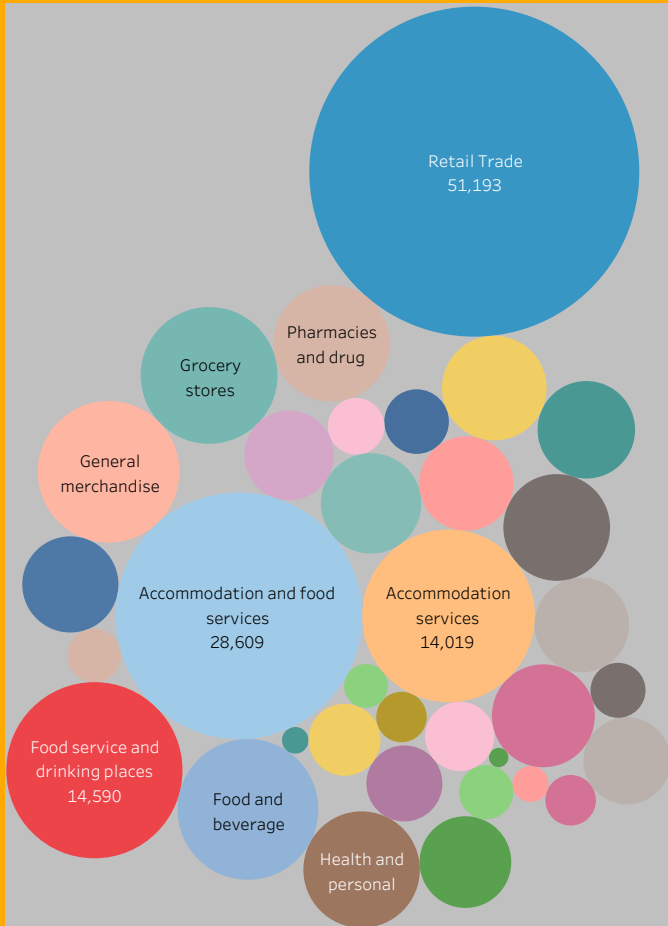 Retail Trade
51,193
Pharmacies
and drug
Grocery
stores
General
merchandise
Accommodation and food
services
28,609
Accommodation
services
14,019
Food service and
drinking places
14,590
Food and
beverage
Health and
personal